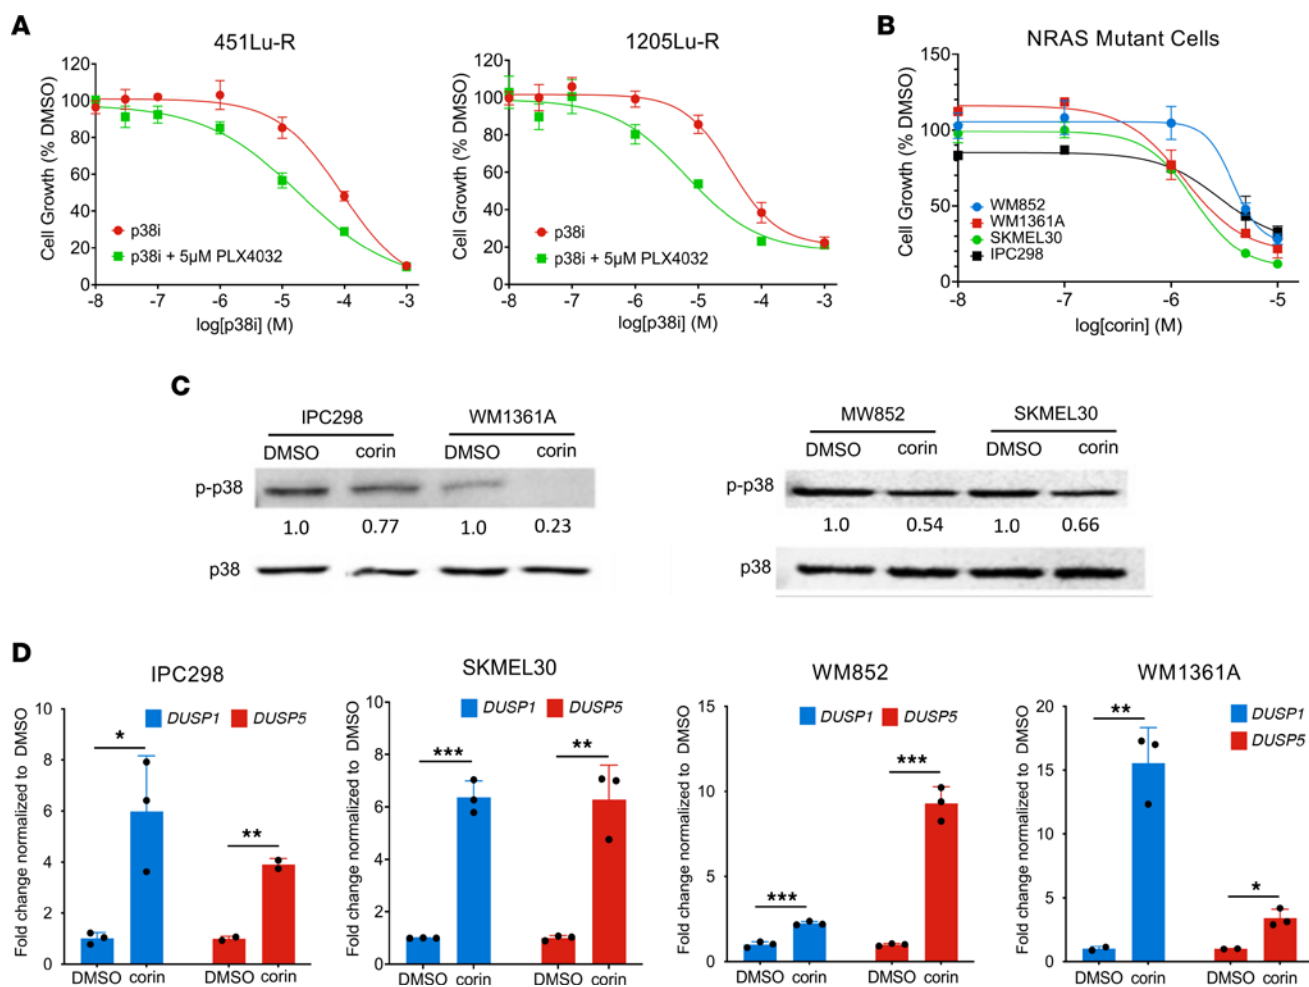 A
451Lu-R
Cell Growth (% DMSO)
120
100
80
60
40
20
0
p38i
p38i + 5µM PLX4032
-8
-7
-6
-5
-4
-3
log[p38i] (M)
1205Lu-R
Cell Growth (% DMSO)
120
100
80
60
40
20
0
p38i
p38i + 5µM PLX4032
-8
-7
-6
-5
-4
-3
log[p38i] (M)
B
NRAS Mutant Cells
Cell Growth (% DMSO)
150
100
50
0
WM852
WM1361A
SKMEL30
IPC298
-8
-7
-6
-5
log[corin] (M)
C
IPC298 WM1361A
DMSO corin DMSO corin
p-p38
1.0 0.77 1.0 0.23
p38
MW852 SKMEL30
DMSO corin DMSO corin
p-p38
1.0 0.54 1.0 0.66
p38
D
IPC298
DUSP1 DUSP5
Fold change normalized to DMSO
10
8
6
4
2
0
*
**
DMSO corin DMSO corin
SKMEL30
DUSP1 DUSP5
Fold change normalized to DMSO
10
8
6
4
2
0
***
**
DMSO corin DMSO corin
WM852
DUSP1 DUSP5
Fold change normalized to DMSO
15
10
5
0
***
***
DMSO corin DMSO corin
WM1361A
DUSP1
DUSP5
Fold change normalized to DMSO
20
15
10
5
0
**
*
DMSO corin DMSO corin